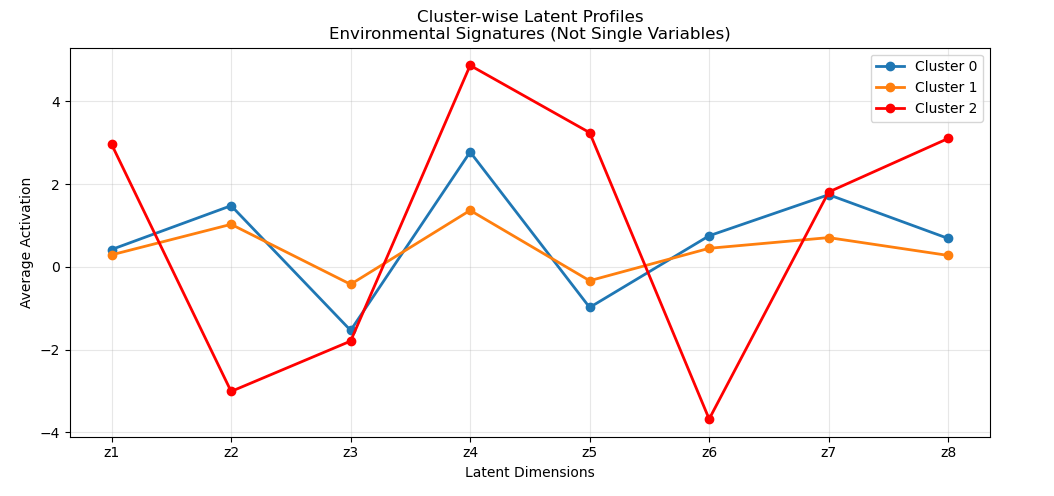 Cluster-wise Latent Profiles
Environmental Signatures (Not Single Variables)
Cluster 0
Cluster 1
Cluster 2
Average Activation
4
2
0
−2
−4
z1 z2 z3 z4 z5 z6 z7 z8
Latent Dimensions